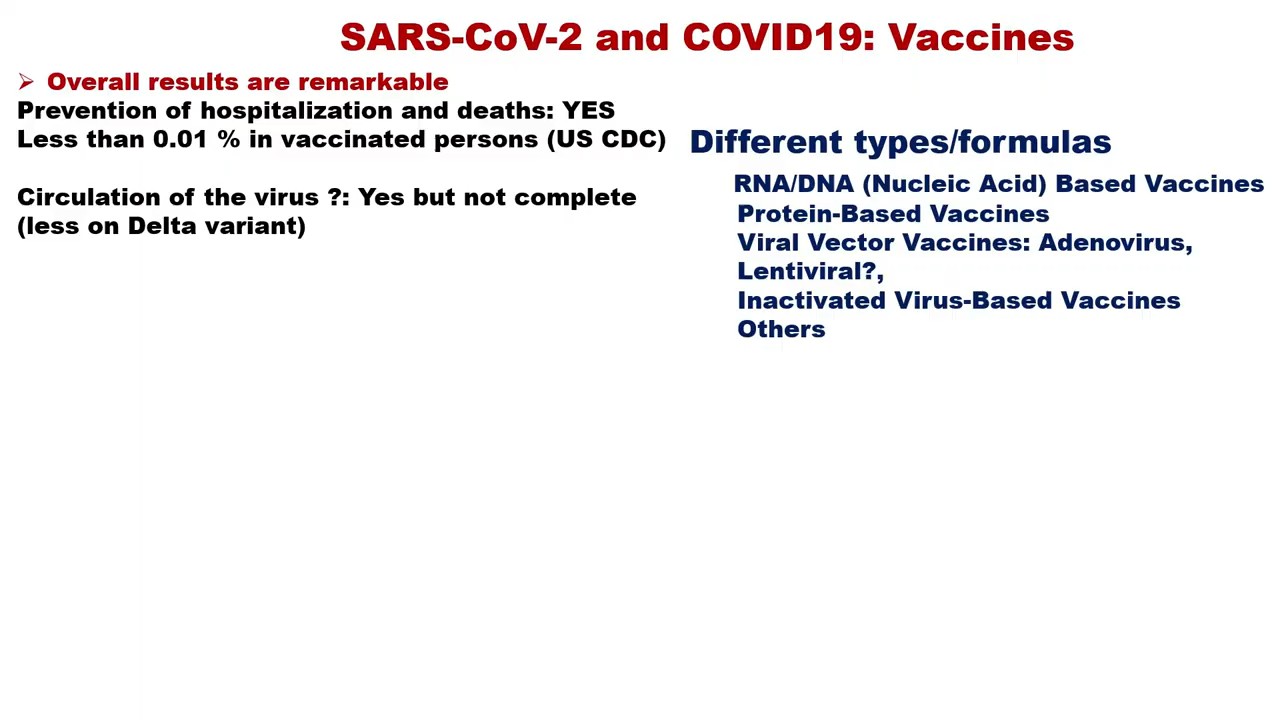 SARS-CoV-2 and COVID19: Vaccines
➢ Overall results are remarkable
Prevention of hospitalization and deaths: YES
Less than 0.01 % in vaccinated persons (US CDC)
Circulation of the virus ?: Yes but not complete
(less on Delta variant)
Different types/formulas
RNA/DNA (Nucleic Acid) Based Vaccines
Protein-Based Vaccines
Viral Vector Vaccines: Adenovirus,
Lentiviral?,
Inactivated Virus-Based Vaccines
Others